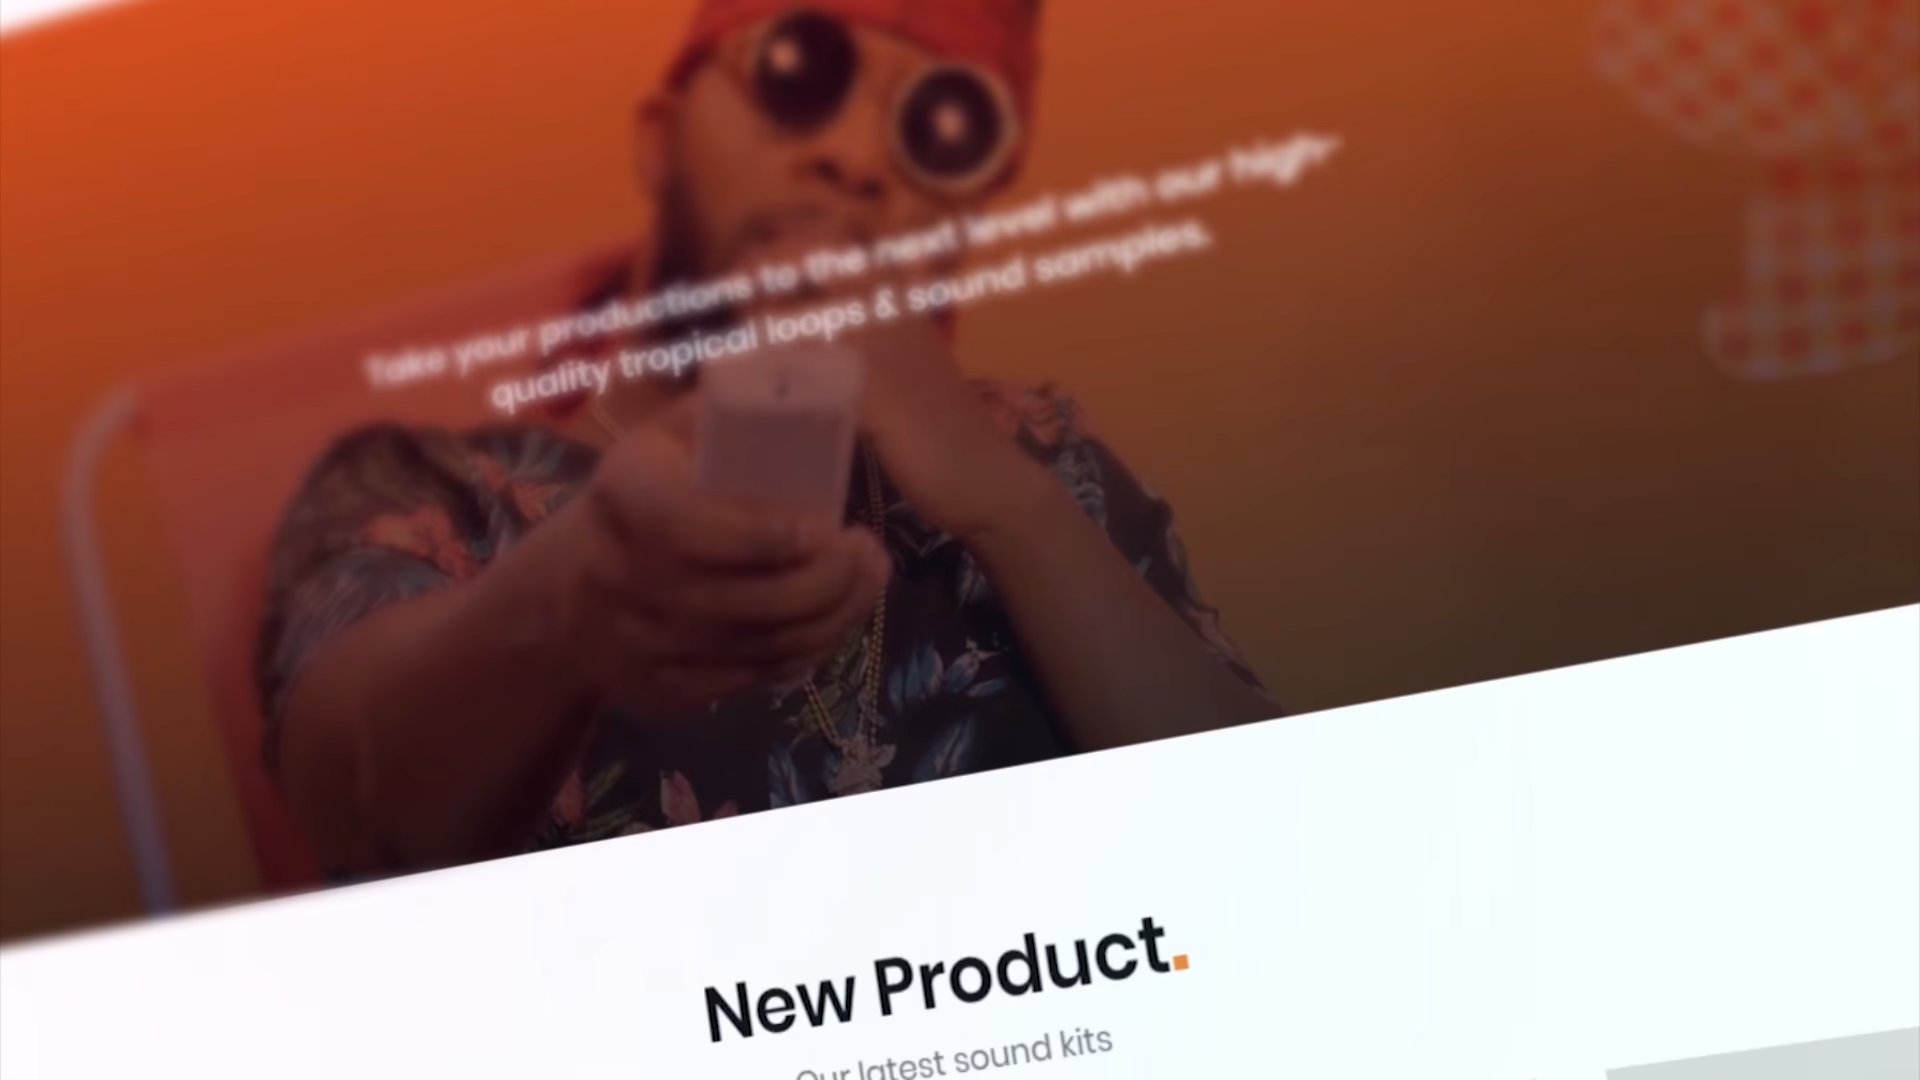 Take your productions to the next level with our high-
quality tropical loops & sound samples.
New Product.
Our latest sound kits